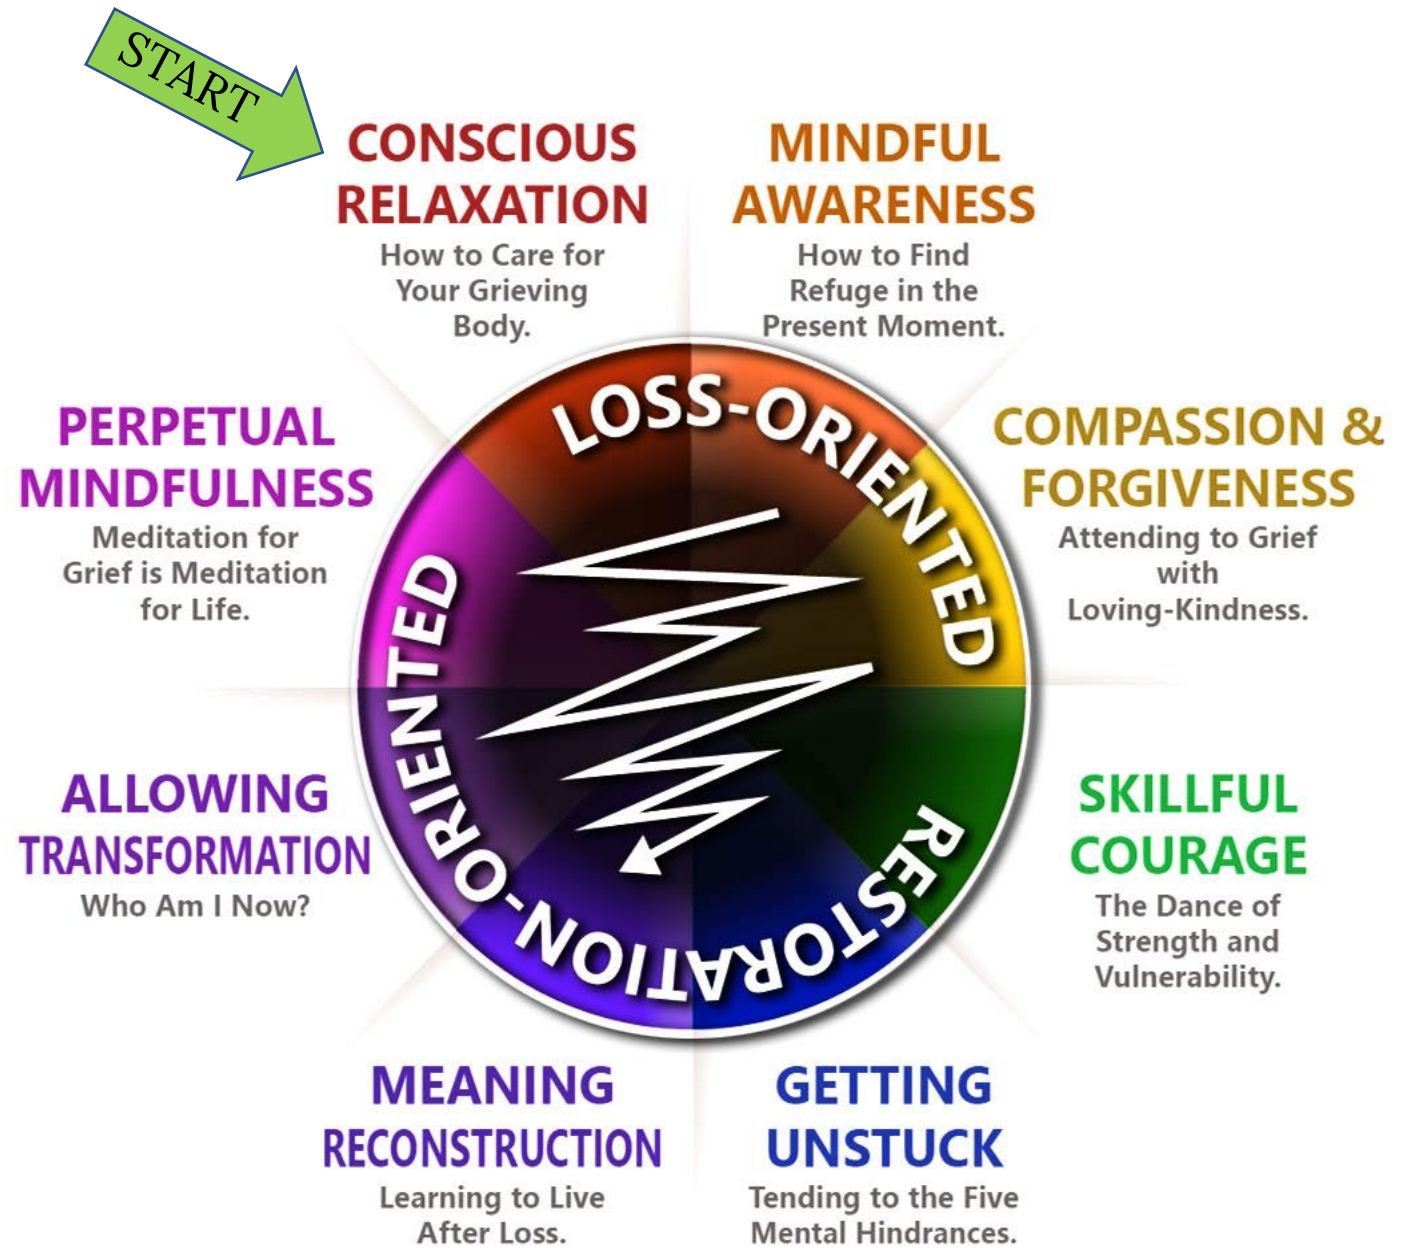 START
CONSCIOUS
RELAXATION
How to Care for
Your Grieving
Body.
MINDFUL
AWARENESS
How to Find
Refuge in the
Present Moment.
COMPASSION &
FORGIVENESS
Attending to Grief
with
Loving-Kindness.
SKILLFUL
COURAGE
The Dance of
Strength and
Vulnerability.
GETTING
UNSTUCK
Tending to the Five
Mental Hindrances.
MEANING
RECONSTRUCTION
Learning to Live
After Loss.
ALLOWING
TRANSFORMATION
Who Am I Now?
PERPETUAL
MINDFULNESS
Meditation for
Grief is Meditation
for Life.
LOSS-ORIENTED
RESTORATION-ORIENTED